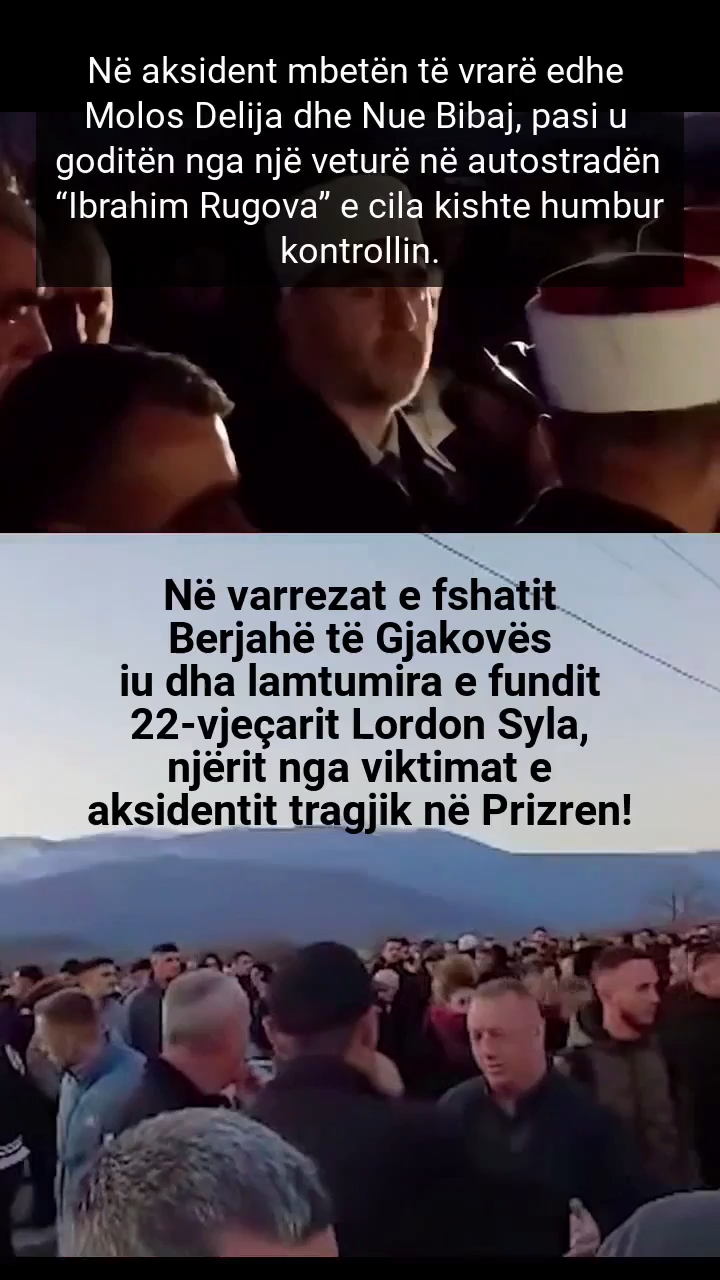 Në aksident mbetën të vrarë edhe
Molos Delija dhe Nue Bibaj, pasi u
goditën nga një veturë në autostradën
“Ibrahim Rugova” e cila kishte humbur
kontrollin.
Në varrezat e fshatit
Berjahë të Gjakovës
iu dha lamtumira e fundit
22-vjeçarit Lordon Syla,
njërit nga viktimat e
aksidentit tragjik në Prizren!